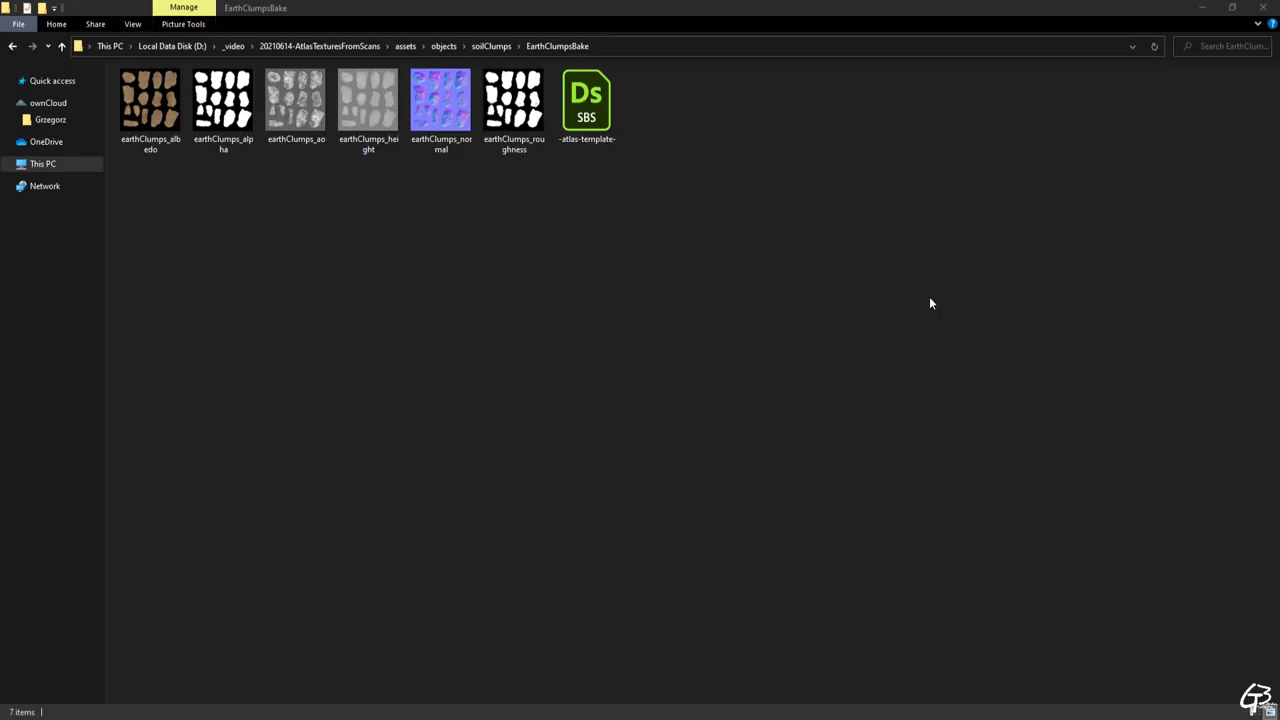 Manage
EarthClumpsBake
File
Home
Share
View
Picture Tools
This PC
Local Data Disk (D:)
_video
20210614-AtlasTexturesFromScans
assets
objects
soilClumps
EarthClumpsBake
Search EarthClum...
Quick access
ownCloud
Grzegorz
OneDrive
This PC
Network
earthClumps_alb
edo
earthClumps_alp
ha
earthClumps_ao
earthClumps_hei
ght
earthClumps_nor
mal
earthClumps_rou
ghness
Ds
SBS
-atlas-template-
7 items